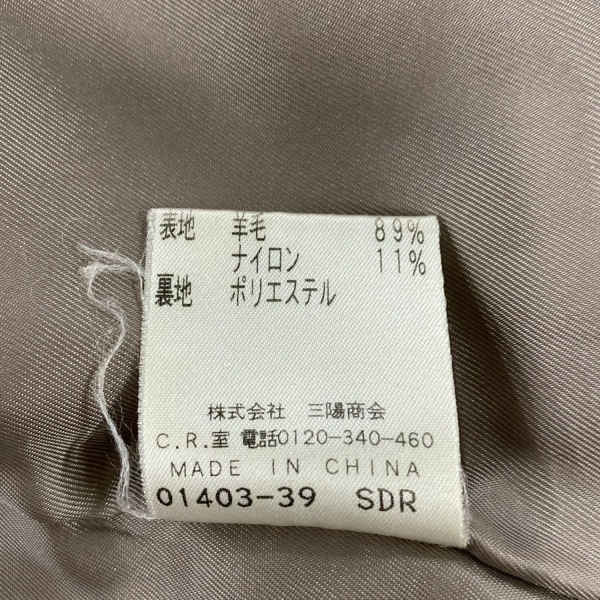 表地 羊毛 89%
ナイロン 11%
裏地 ポリエステル
株式会社 三陽商会
C.R.室 電話0120-340-460
MADE IN CHINA
01403-39 SDR